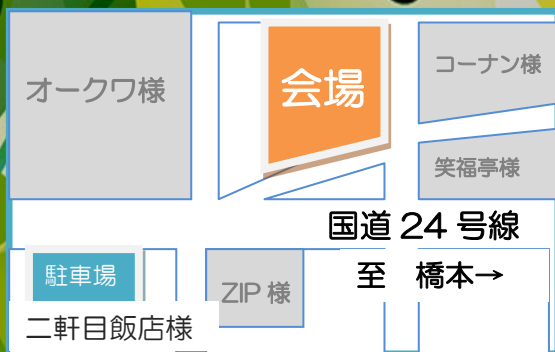 オークワ様
会場
コーナン様
笑福亭様
国道 24 号線
至 橋本→
駐車場
ZIP 様
二軒目飯店様